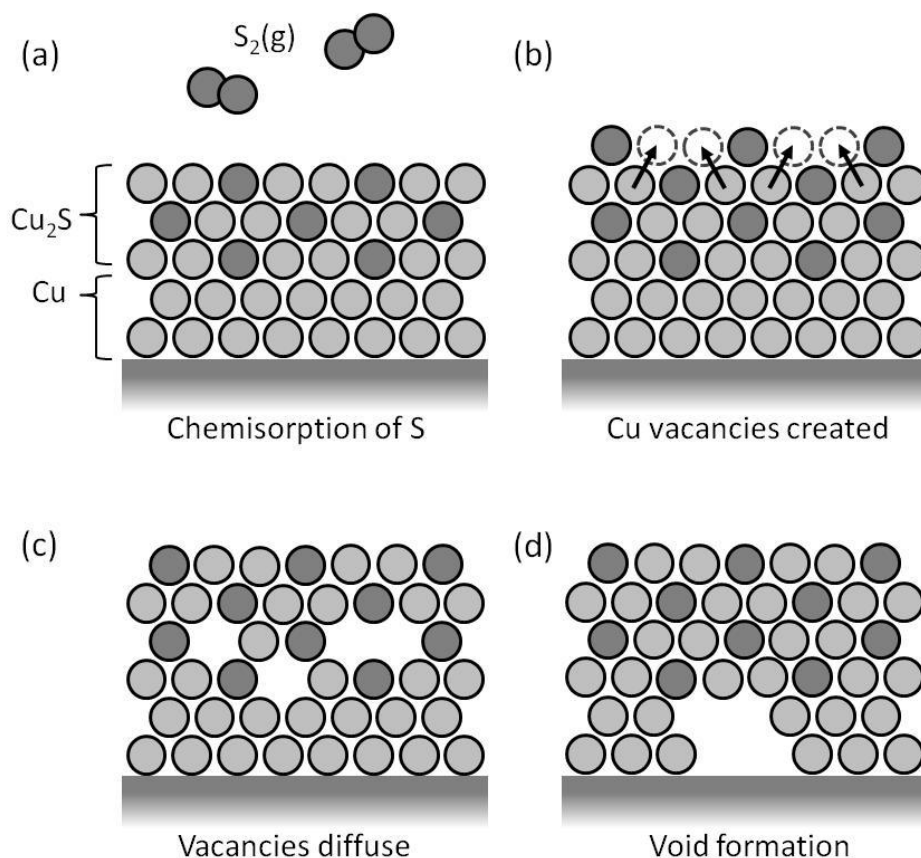 (a)
S₂(g)
(b)
Cu₂S
Cu
Chemisorption of S
Cu vacancies created
(c)
(d)
Vacancies diffuse
Void formation